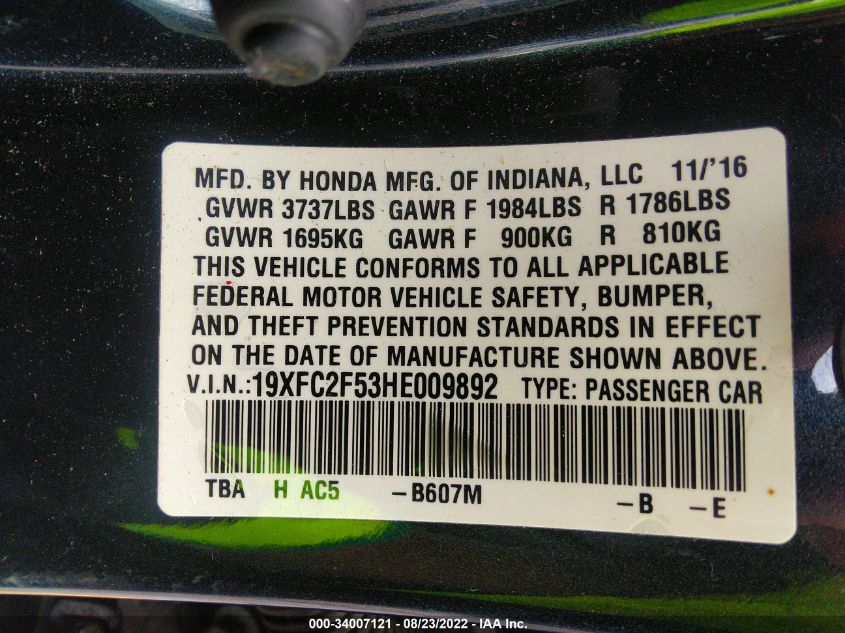 MFD. BY HONDA MFG. OF INDIANA, LLC 11/'16
GVWR 3737LBS GAWR F 1984LBS R 1786LBS
GVWR 1695KG GAWR F 900KG R 810KG
THIS VEHICLE CONFORMS TO ALL APPLICABLE
FEDERAL MOTOR VEHICLE SAFETY, BUMPER,
AND THEFT PREVENTION STANDARDS IN EFFECT
ON THE DATE OF MANUFACTURE SHOWN ABOVE.
V.I.N.:19XFC2F53HE009892 TYPE: PASSENGER CAR
TBA H AC5 -B607M -B -E
000-34007121 - 08/23/2022 - IAA Inc.